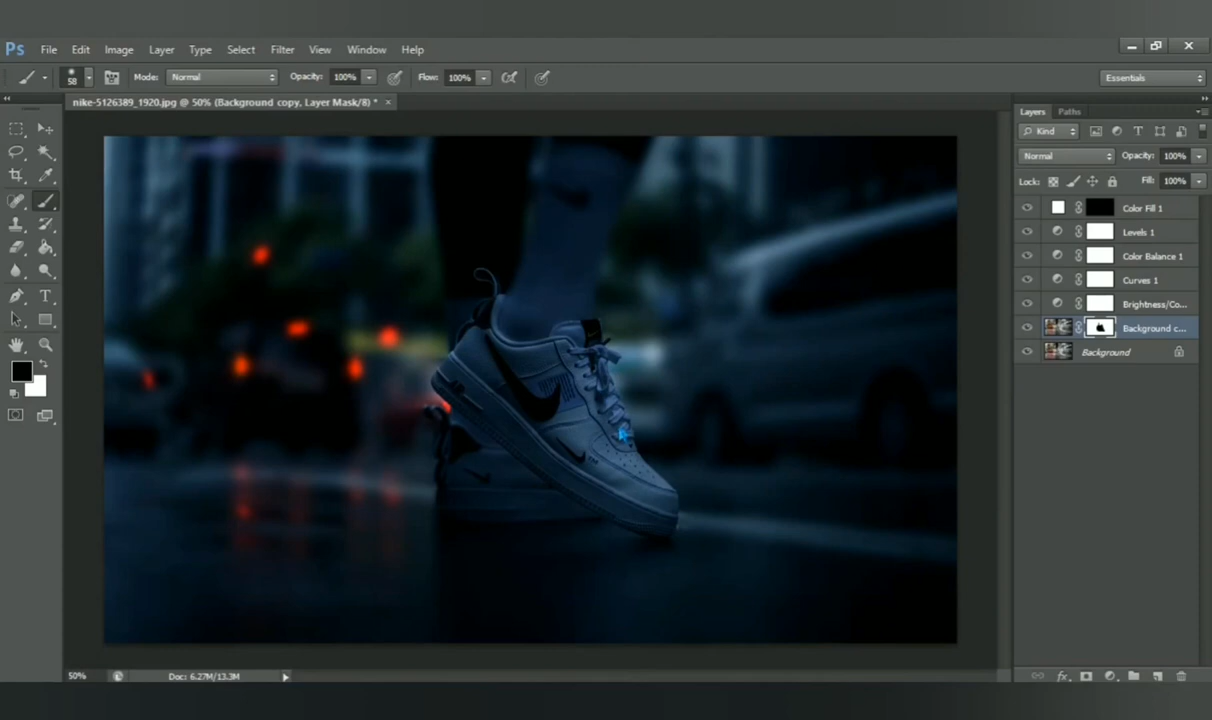 Ps File Edit Image Layer Type Select Filter View Window Help
58 Mode: Normal Opacity: 100% Flow: 100% Essentials
nike-5126389_1920.jpg @ 50% (Background copy, Layer Mask/8) * ×
Layers Paths
Kind
Normal Opacity: 100%
Lock: Fill: 100%
Color Fill 1
Levels 1
Color Balance 1
Curves 1
Brightness/Co...
Background c...
Background
50% Doc: 6.27M/13.3M
fx